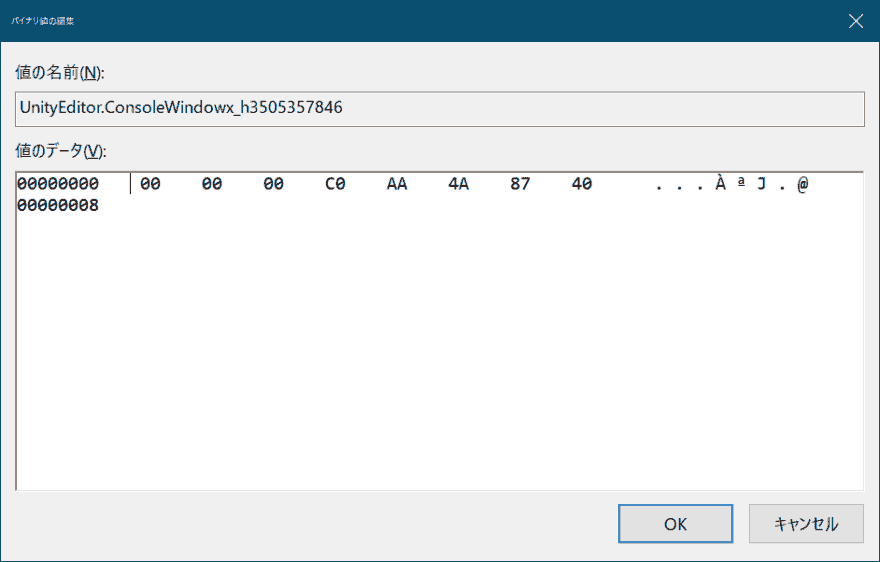 バイナリ値の編集
値の名前(N):
UnityEditor.ConsoleWindowx_h3505357846
値のデータ(V):
00000000 00 00 00 C0 AA 4A 87 40 . . . À ª J . @
00000008
OK キャンセル